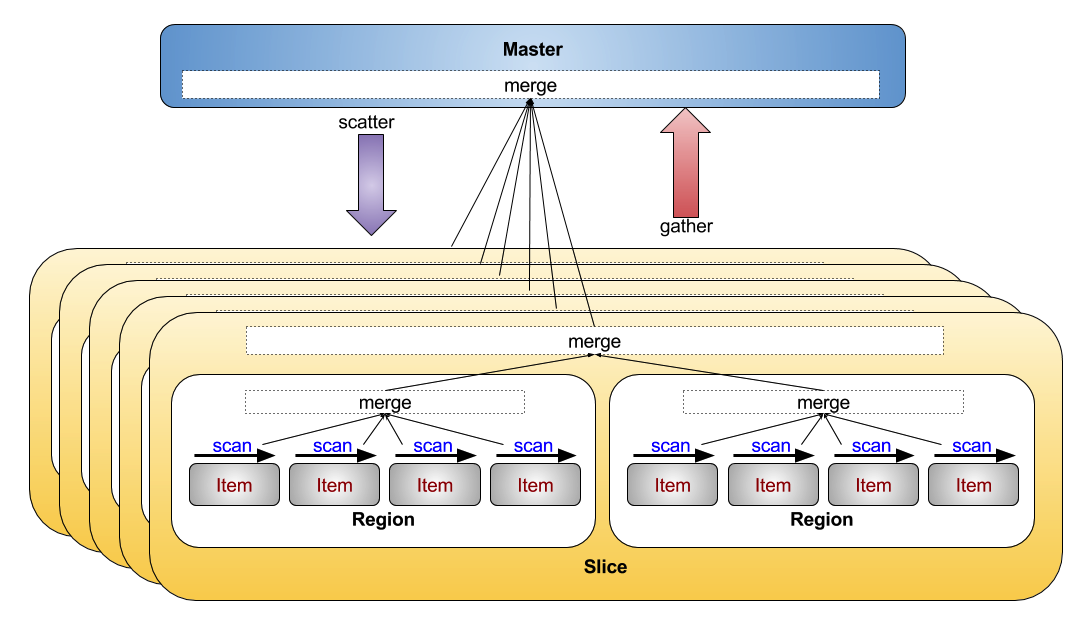 Master
merge
scatter
gather
merge
merge
merge
scan scan scan scan
scan scan scan scan
Item Item Item Item
Item Item Item Item
Region
Region
Slice